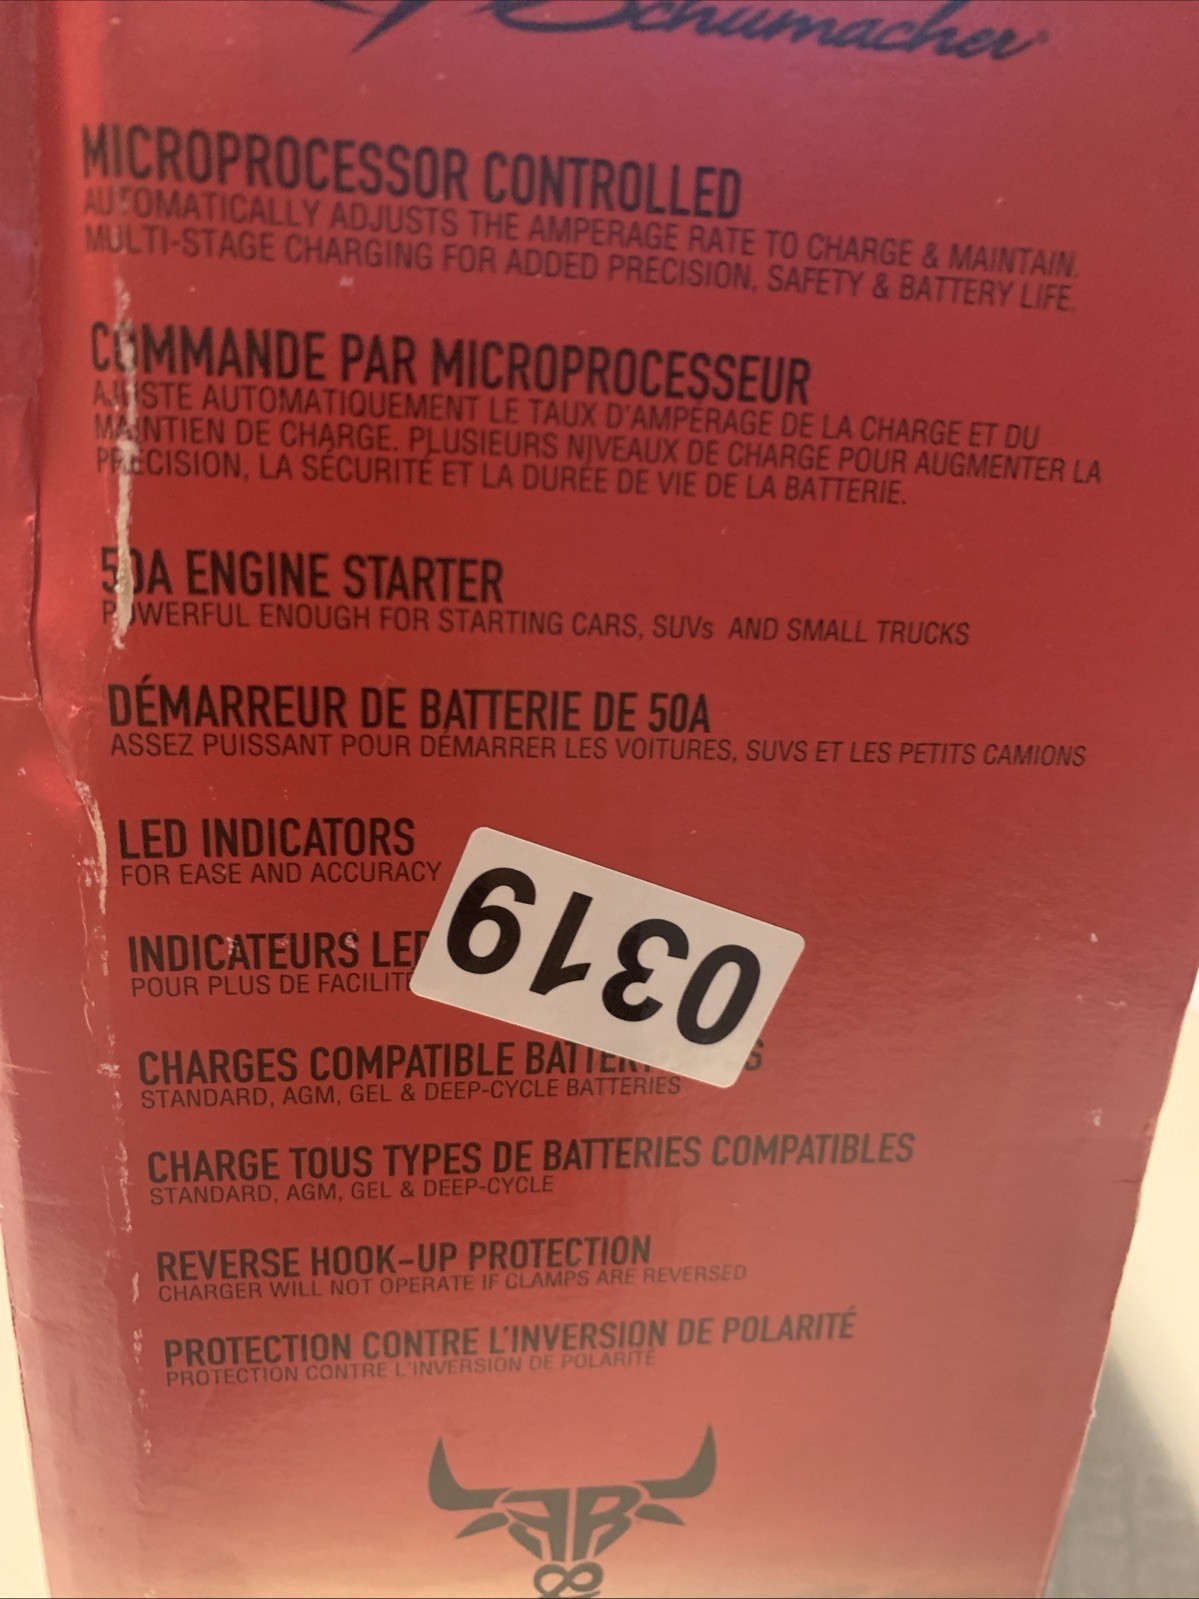 Schumacher
MICROPROCESSOR CONTROLLED
AUTOMATICALLY ADJUSTS THE AMPERAGE RATE TO CHARGE & MAINTAIN.
MULTI-STAGE CHARGING FOR ADDED PRECISION, SAFETY & BATTERY LIFE.
COMMANDE PAR MICROPROCESSEUR
AJUSTE AUTOMATIQUEMENT LE TAUX D'AMPÉRAGE DE LA CHARGE ET DU
MAINTIEN DE CHARGE. PLUSIEURS NIVEAUX DE CHARGE POUR AUGMENTER LA
PRÉCISION, LA SÉCURITÉ ET LA DURÉE DE VIE DE LA BATTERIE.
50A ENGINE STARTER
POWERFUL ENOUGH FOR STARTING CARS, SUVs AND SMALL TRUCKS
DÉMARREUR DE BATTERIE DE 50A
ASSEZ PUISSANT POUR DÉMARRER LES VOITURES, SUVS ET LES PETITS CAMIONS
LED INDICATORS
FOR EASE AND ACCURACY
0319
INDICATEURS LED
POUR PLUS DE FACILITÉ
CHARGES COMPATIBLE BATTERY
STANDARD, AGM, GEL & DEEP-CYCLE BATTERIES
CHARGE TOUS TYPES DE BATTERIES COMPATIBLES
STANDARD, AGM, GEL & DEEP-CYCLE
REVERSE HOOK-UP PROTECTION
CHARGER WILL NOT OPERATE IF CLAMPS ARE REVERSED
PROTECTION CONTRE L'INVERSION DE POLARITÉ
PROTECTION CONTRE L'INVERSION DE POLARITÉ